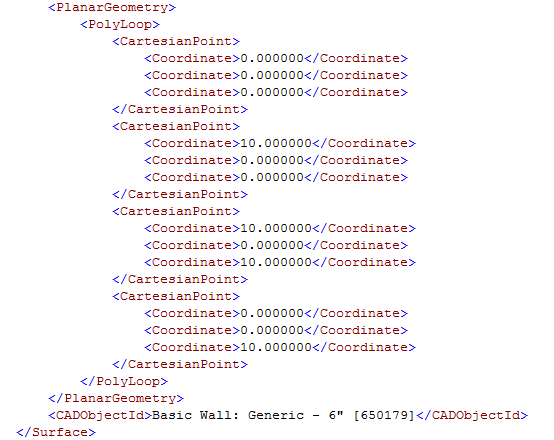 <PlanarGeometry>
<PolyLoop>
<CartesianPoint>
<Coordinate>0.000000</Coordinate>
<Coordinate>0.000000</Coordinate>
<Coordinate>0.000000</Coordinate>
</CartesianPoint>
<CartesianPoint>
<Coordinate>10.000000</Coordinate>
<Coordinate>0.000000</Coordinate>
<Coordinate>0.000000</Coordinate>
</CartesianPoint>
<CartesianPoint>
<Coordinate>10.000000</Coordinate>
<Coordinate>0.000000</Coordinate>
<Coordinate>10.000000</Coordinate>
</CartesianPoint>
<CartesianPoint>
<Coordinate>0.000000</Coordinate>
<Coordinate>0.000000</Coordinate>
<Coordinate>10.000000</Coordinate>
</CartesianPoint>
</PolyLoop>
</PlanarGeometry>
<CADObjectId>Basic Wall: Generic - 6" [650179]</CADObjectId>
</Surface>